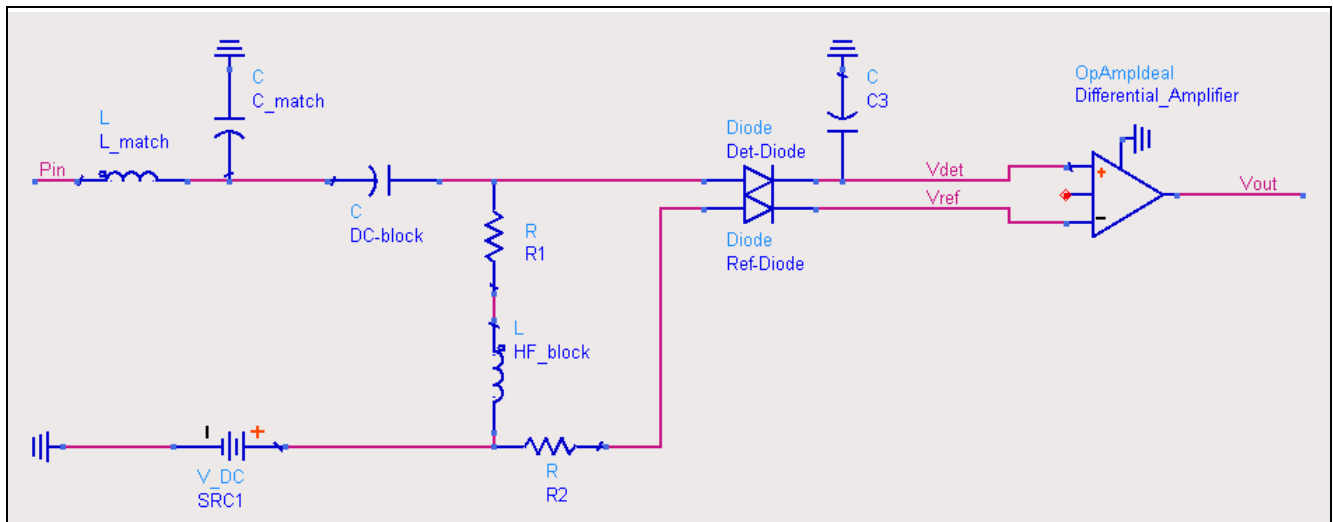 C
C_match
L
L_match
Pin
C
DC-block
R
R1
L
HF_block
V_DC
SRC1
R
R2
Diode
Det-Diode
Diode
Ref-Diode
C
C3
Vdet
Vref
OpAmpIdeal
Differential_Amplifier
+
-
Vout
- +